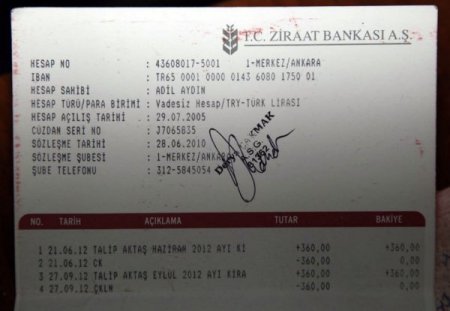 T.C. ZİRAAT BANKASI A.Ş.
HESAP NO : 43608017-5001 1-MERKEZ/ANKARA
IBAN : TR65 0001 0000 0143 6080 1750 01
HESAP SAHİBİ : ADİL AYDIN
HESAP TÜRÜ/PARA BİRİMİ : Vadesiz Hesap/TRY-TÜRK LİRASI
HESAP AÇILIŞ TARİHİ : 29.07.2005
CÜZDAN SERİ NO : J7065835
SÖZLEŞME TARİHİ : 28.06.2010
SÖZLEŞME ŞUBESİ : 1-MERKEZ/ANKARA
ŞUBE TELEFONU : 312-5845054
NO. TARİH AÇIKLAMA TUTAR BAKİYE
1 21.06.12 TALİP AKTAŞ HAZİRAN 2012 AYI Kİ +360,00 +360,00
2 21.06.12 CK -360,00 0,00
3 27.09.12 TALİP AKTAŞ EYLÜL 2012 AYI KİRA +360,00 +360,00
4 27.09.12 ÇKLN -360,00 0,00